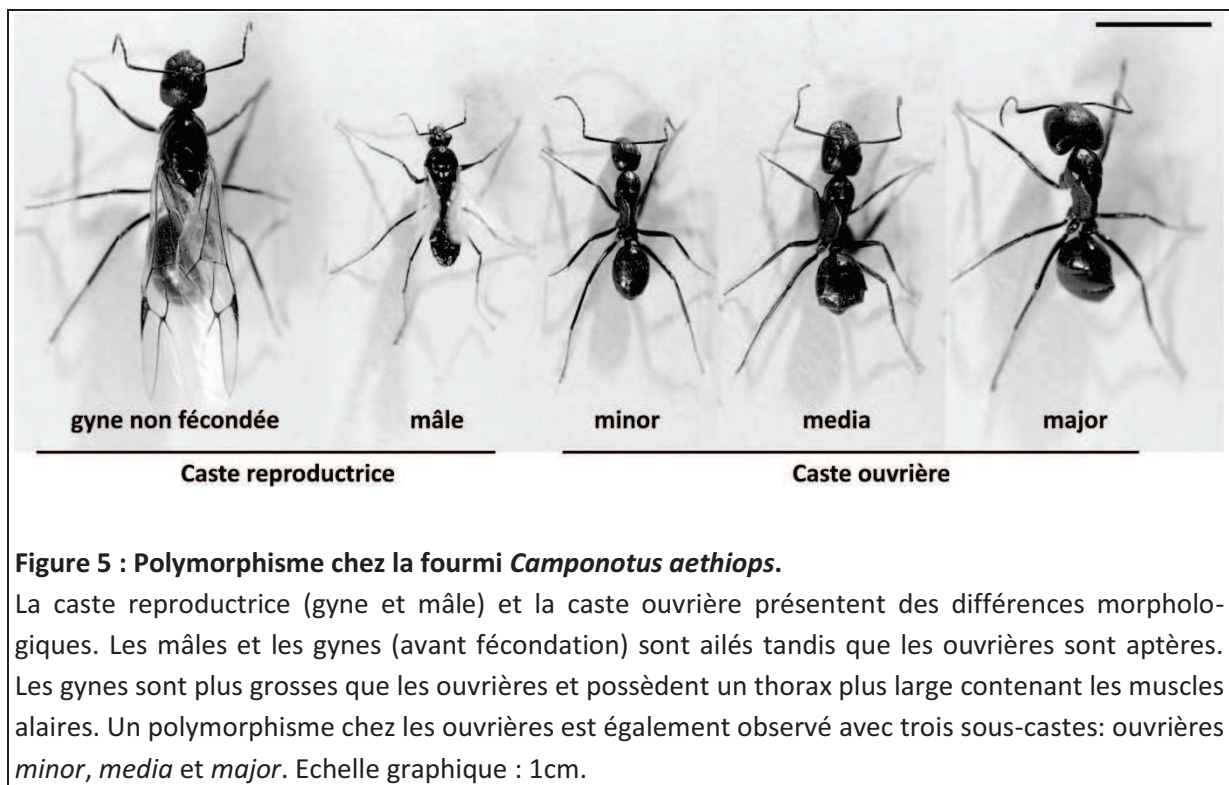 gyne non fécondée mâle minor media major
Caste reproductrice Caste ouvrière
Figure 5 : Polymorphisme chez la fourmi Camponotus aethiops.
La caste reproductrice (gyne et mâle) et la caste ouvrière présentent des différences morpholo-
giques. Les mâles et les gynes (avant fécondation) sont ailés tandis que les ouvrières sont aptères.
Les gynes sont plus grosses que les ouvrières et possèdent un thorax plus large contenant les muscles
alaires. Un polymorphisme chez les ouvrières est également observé avec trois sous-castes: ouvrières
minor, media et major. Echelle graphique : 1cm.